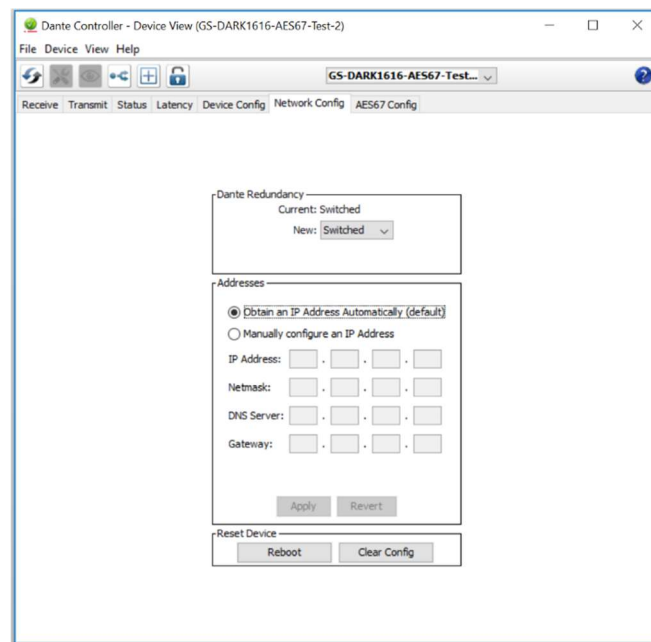 Dante Controller - Device View (GS-DARK1616-AES67-Test-2)
File Device View Help
GS-DARK1616-AES67-Test...
Receive Transmit Status Latency Device Config Network Config AES67 Config
Dante Redundancy
Current: Switched
New: Switched
Addresses
Obtain an IP Address Automatically (default)
Manually configure an IP Address
IP Address: . . .
Netmask: . . .
DNS Server: . . .
Gateway: . . .
Apply Revert
Reset Device
Reboot Clear Config